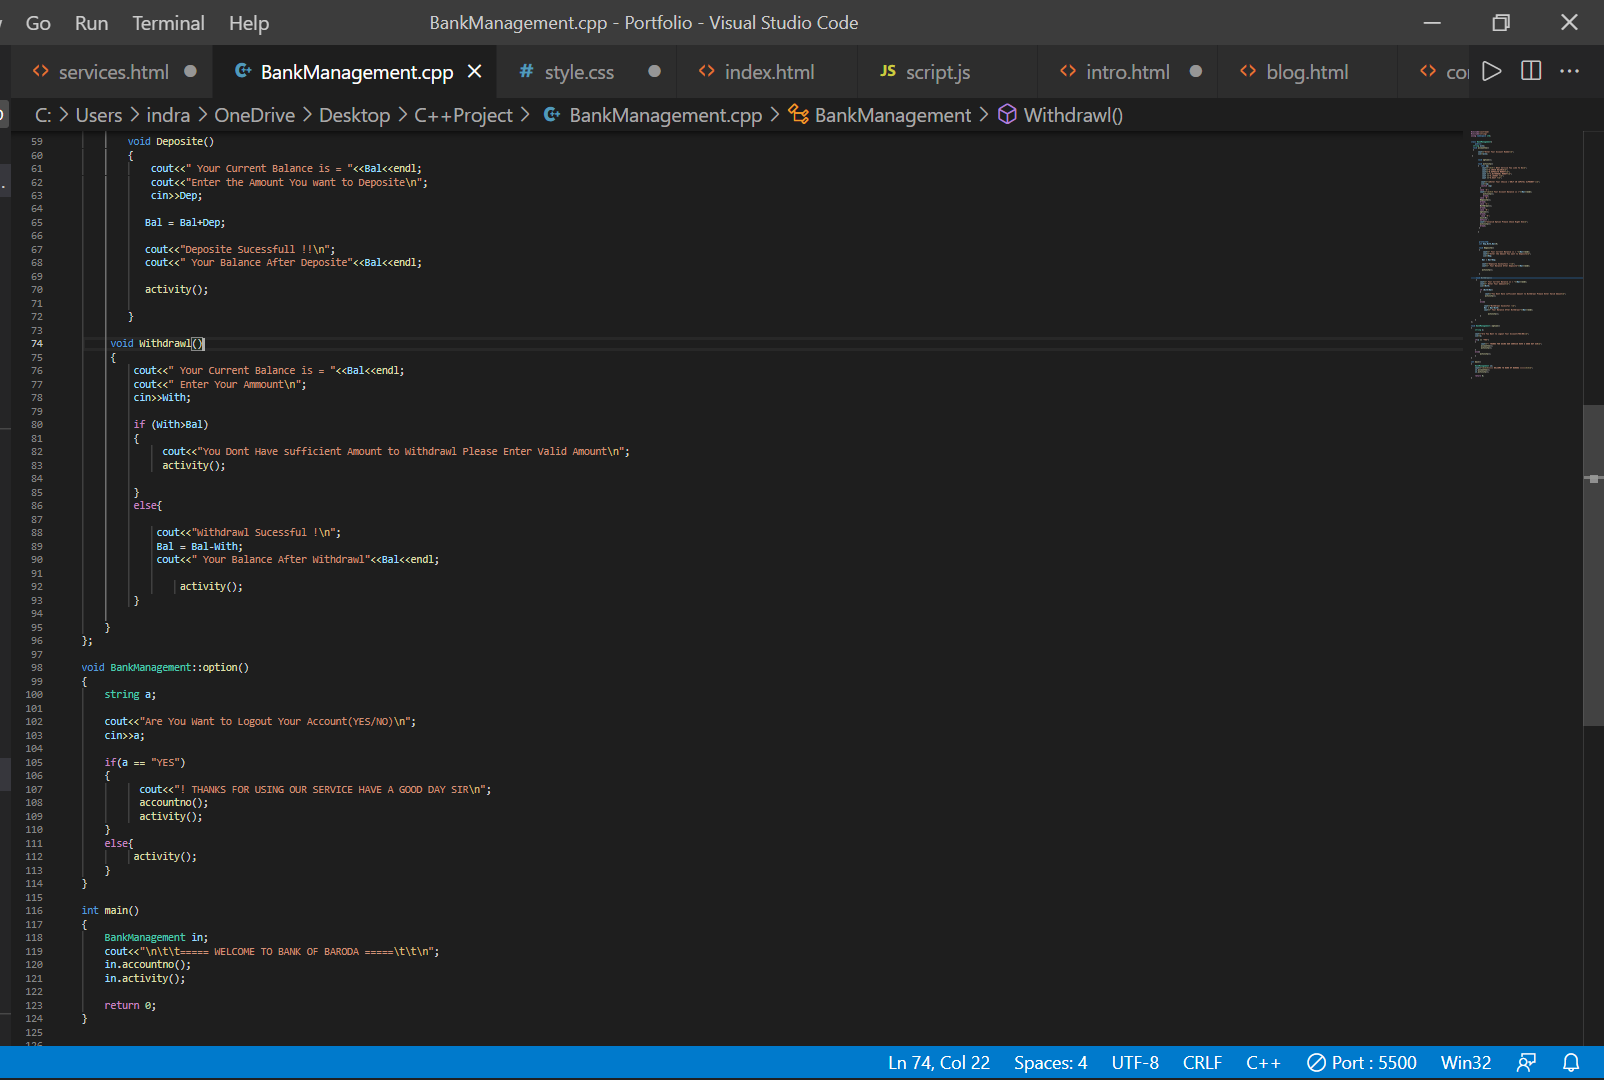 Go Run Terminal Help BankManagement.cpp - Portfolio - Visual Studio Code
services.html BankManagement.cpp # style.css index.html JS script.js intro.html blog.html
C: > Users > indra > OneDrive > Desktop > C++Project > BankManagement.cpp > BankManagement > Withdrawl()
59 void Deposite()
60 {
61 cout<<" Your Current Balance is = "<<Bal<<endl;
62 cout<<"Enter the Amount You want to Deposite\n";
63 cin>>Dep;
64
65 Bal = Bal+Dep;
66
67 cout<<"Deposite Sucessfull !!\n";
68 cout<<" Your Balance After Deposite"<<Bal<<endl;
69
70 activity();
71
72 }
73
74 void Withdrawl()
75 {
76 cout<<" Your Current Balance is = "<<Bal<<endl;
77 cout<<" Enter Your Ammount\n";
78 cin>>With;
79
80 if (With>Bal)
81 {
82 cout<<"You Dont Have sufficient Amount to Withdrawl Please Enter Valid Amount\n";
83 activity();
84
85 }
86 else{
87
88 cout<<"Withdrawl Sucessful !\n";
89 Bal = Bal-With;
90 cout<<" Your Balance After Withdrawl"<<Bal<<endl;
91
92 activity();
93 }
94
95 }
96 };
97
98 void BankManagement::option()
99 {
100 string a;
101
102 cout<<"Are You Want to Logout Your Account(YES/NO)\n";
103 cin>>a;
104
105 if(a == "YES")
106 {
107 cout<<"! THANKS FOR USING OUR SERVICE HAVE A GOOD DAY SIR\n";
108 accountno();
109 activity();
110 }
111 else{
112 activity();
113 }
114 }
115
116 int main()
117 {
118 BankManagement in;
119 cout<<"\n\t\t===== WELCOME TO BANK OF BARODA =====\t\t\n";
120 in.accountno();
121 in.activity();
122
123 return 0;
124 }
125
Ln 74, Col 22 Spaces: 4 UTF-8 CRLF C++ Port : 5500 Win32